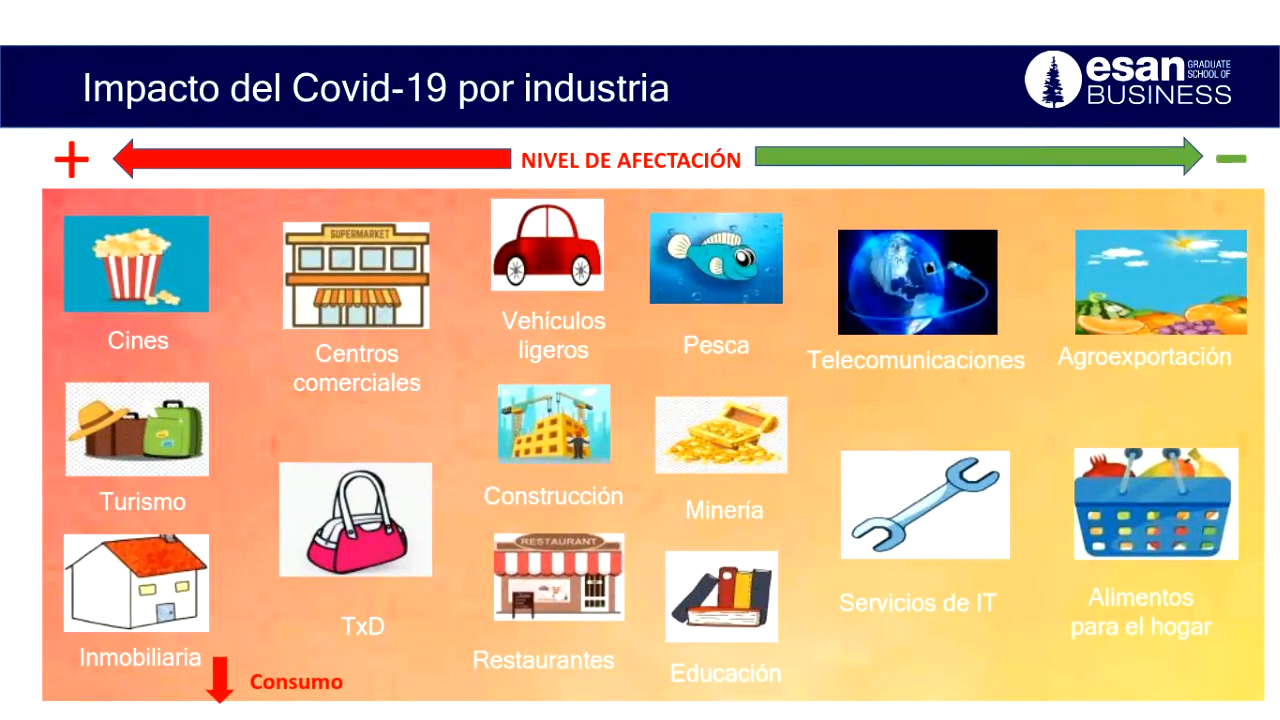 Impacto del Covid-19 por industria
esan GRADUATE
SCHOOL OF
BUSINESS
+
NIVEL DE AFECTACIÓN
−
SUPERMARKET
Cines
Centros
comerciales
Vehículos
ligeros
Pesca
Telecomunicaciones
Agroexportación
Turismo
Construcción
Minería
RESTAURANT
TxD
Servicios de IT
Alimentos
para el hogar
Inmobiliaria
Restaurantes
Educación
Consumo